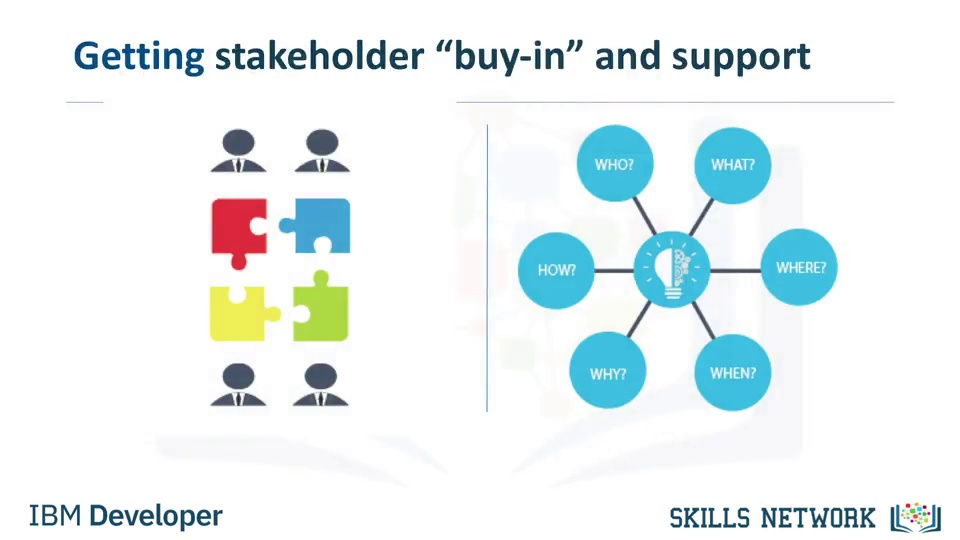 Getting stakeholder “buy-in” and support
WHO?
WHAT?
HOW?
WHERE?
WHY?
WHEN?
IBM Developer
SKILLS NETWORK